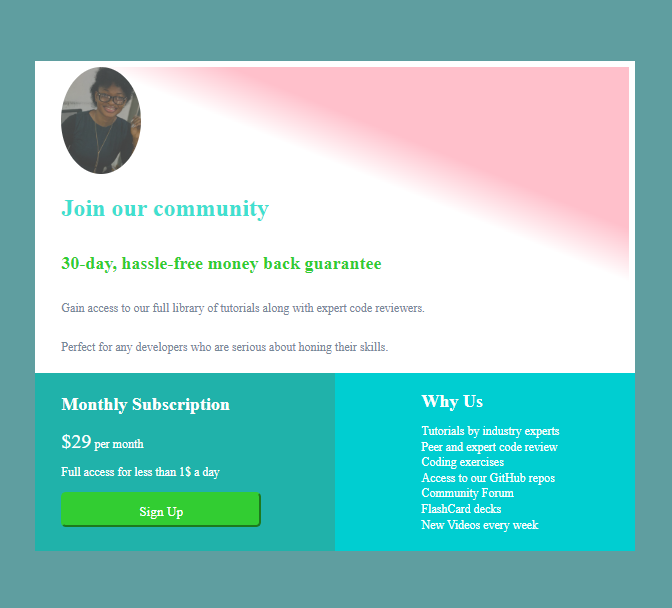 Join our community
30-day, hassle-free money back guarantee
Gain access to our full library of tutorials along with expert code reviewers.
Perfect for any developers who are serious about honing their skills.
Monthly Subscription
$29 per month
Full access for less than 1$ a day
Sign Up
Why Us
Tutorials by industry experts
Peer and expert code review
Coding exercises
Access to our GitHub repos
Community Forum
FlashCard decks
New Videos every week